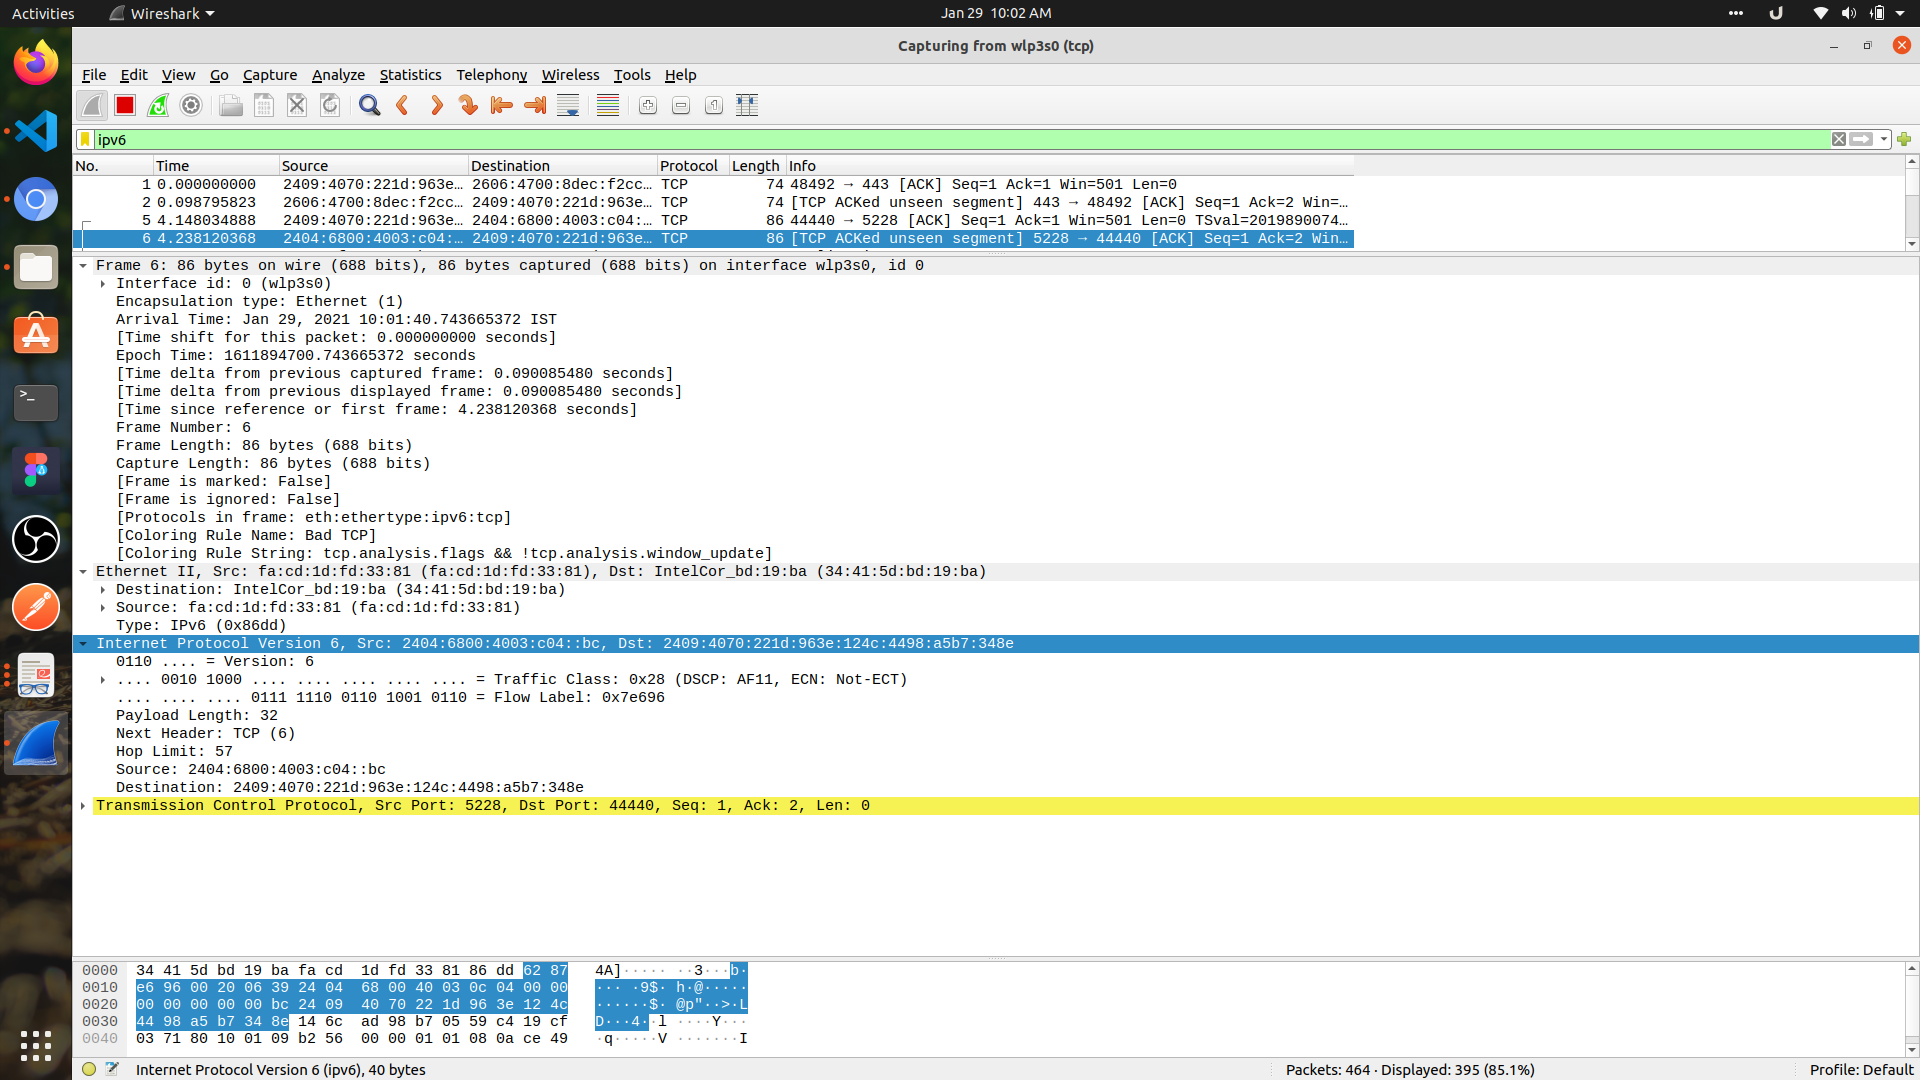 Activities Wireshark Jan 29 10:02 AM
Capturing from wlp3s0 (tcp)
File Edit View Go Capture Analyze Statistics Telephony Wireless Tools Help
ipv6
No. Time Source Destination Protocol Length Info
1 0.000000000 2409:4070:221d:963e… 2606:4700:8dec:f2cc… TCP 74 48492 → 443 [ACK] Seq=1 Ack=1 Win=501 Len=0
2 0.098795823 2606:4700:8dec:f2cc… 2409:4070:221d:963e… TCP 74 [TCP ACKed unseen segment] 443 → 48492 [ACK] Seq=1 Ack=2 Win=…
5 4.148034888 2409:4070:221d:963e… 2404:6800:4003:c04:… TCP 86 44440 → 5228 [ACK] Seq=1 Ack=1 Win=501 Len=0 TSval=2019890074…
6 4.238120368 2404:6800:4003:c04:… 2409:4070:221d:963e… TCP 86 [TCP ACKed unseen segment] 5228 → 44440 [ACK] Seq=1 Ack=2 Win…
Frame 6: 86 bytes on wire (688 bits), 86 bytes captured (688 bits) on interface wlp3s0, id 0
Interface id: 0 (wlp3s0)
Encapsulation type: Ethernet (1)
Arrival Time: Jan 29, 2021 10:01:40.743665372 IST
[Time shift for this packet: 0.000000000 seconds]
Epoch Time: 1611894700.743665372 seconds
[Time delta from previous captured frame: 0.090085480 seconds]
[Time delta from previous displayed frame: 0.090085480 seconds]
[Time since reference or first frame: 4.238120368 seconds]
Frame Number: 6
Frame Length: 86 bytes (688 bits)
Capture Length: 86 bytes (688 bits)
[Frame is marked: False]
[Frame is ignored: False]
[Protocols in frame: eth:ethertype:ipv6:tcp]
[Coloring Rule Name: Bad TCP]
[Coloring Rule String: tcp.analysis.flags && !tcp.analysis.window_update]
Ethernet II, Src: fa:cd:1d:fd:33:81 (fa:cd:1d:fd:33:81), Dst: IntelCor_bd:19:ba (34:41:5d:bd:19:ba)
Destination: IntelCor_bd:19:ba (34:41:5d:bd:19:ba)
Source: fa:cd:1d:fd:33:81 (fa:cd:1d:fd:33:81)
Type: IPv6 (0x86dd)
Internet Protocol Version 6, Src: 2404:6800:4003:c04::bc, Dst: 2409:4070:221d:963e:124c:4498:a5b7:348e
0110 .... = Version: 6
.... 0010 1000 .... .... .... .... .... = Traffic Class: 0x28 (DSCP: AF11, ECN: Not-ECT)
.... .... .... 0111 1110 0110 1001 0110 = Flow Label: 0x7e696
Payload Length: 32
Next Header: TCP (6)
Hop Limit: 57
Source: 2404:6800:4003:c04::bc
Destination: 2409:4070:221d:963e:124c:4498:a5b7:348e
Transmission Control Protocol, Src Port: 5228, Dst Port: 44440, Seq: 1, Ack: 2, Len: 0
0000 34 41 5d bd 19 ba fa cd 1d fd 33 81 86 dd 62 87 4A]····· ··3···b·
0010 e6 96 00 20 06 39 24 04 68 00 40 03 0c 04 00 00 ··· ·9$· h·@·····
0020 00 00 00 00 00 bc 24 09 40 70 22 1d 96 3e 12 4c ······$· @p"··>·L
0030 44 98 a5 b7 34 8e 14 6c ad 98 b7 05 59 c4 19 cf D···4··l ····Y···
0040 03 71 80 10 01 09 b2 56 00 00 01 01 08 0a ce 49 ·q·····V ·······I
Internet Protocol Version 6 (ipv6), 40 bytes Packets: 464 · Displayed: 395 (85.1%) Profile: Default